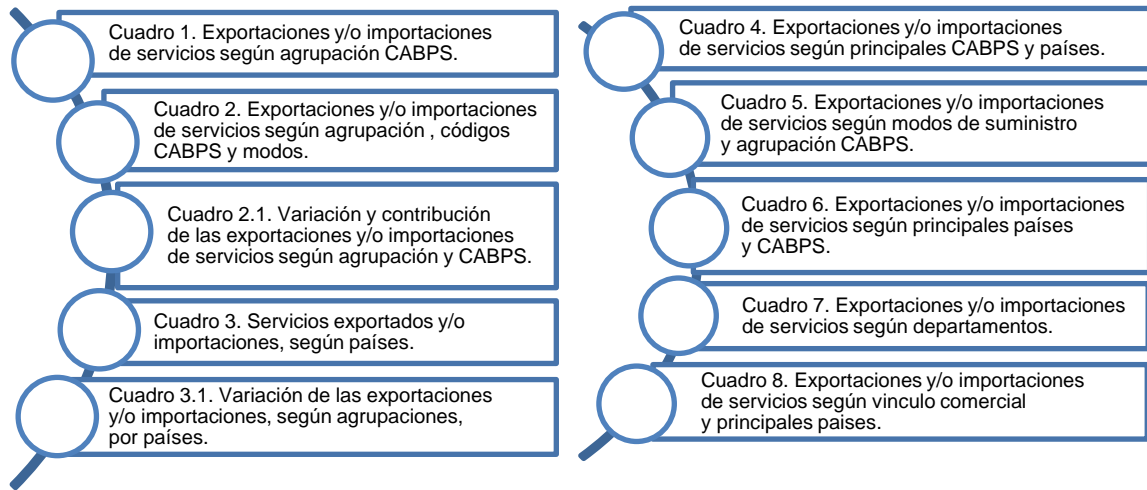 Cuadro 1. Exportaciones y/o importaciones
de servicios según agrupación CABPS.
Cuadro 2. Exportaciones y/o importaciones
de servicios según agrupación , códigos
CABPS y modos.
Cuadro 2.1. Variación y contribución
de las exportaciones y/o importaciones
de servicios según agrupación y CABPS.
Cuadro 3. Servicios exportados y/o
importaciones, según países.
Cuadro 3.1. Variación de las exportaciones
y/o importaciones, según agrupaciones,
por países.
Cuadro 4. Exportaciones y/o importaciones
de servicios según principales CABPS y países.
Cuadro 5. Exportaciones y/o importaciones
de servicios según modos de suministro
y agrupación CABPS.
Cuadro 6. Exportaciones y/o importaciones
de servicios según principales países
y CABPS.
Cuadro 7. Exportaciones y/o importaciones
de servicios según departamentos.
Cuadro 8. Exportaciones y/o importaciones
de servicios según vinculo comercial
y principales paises.